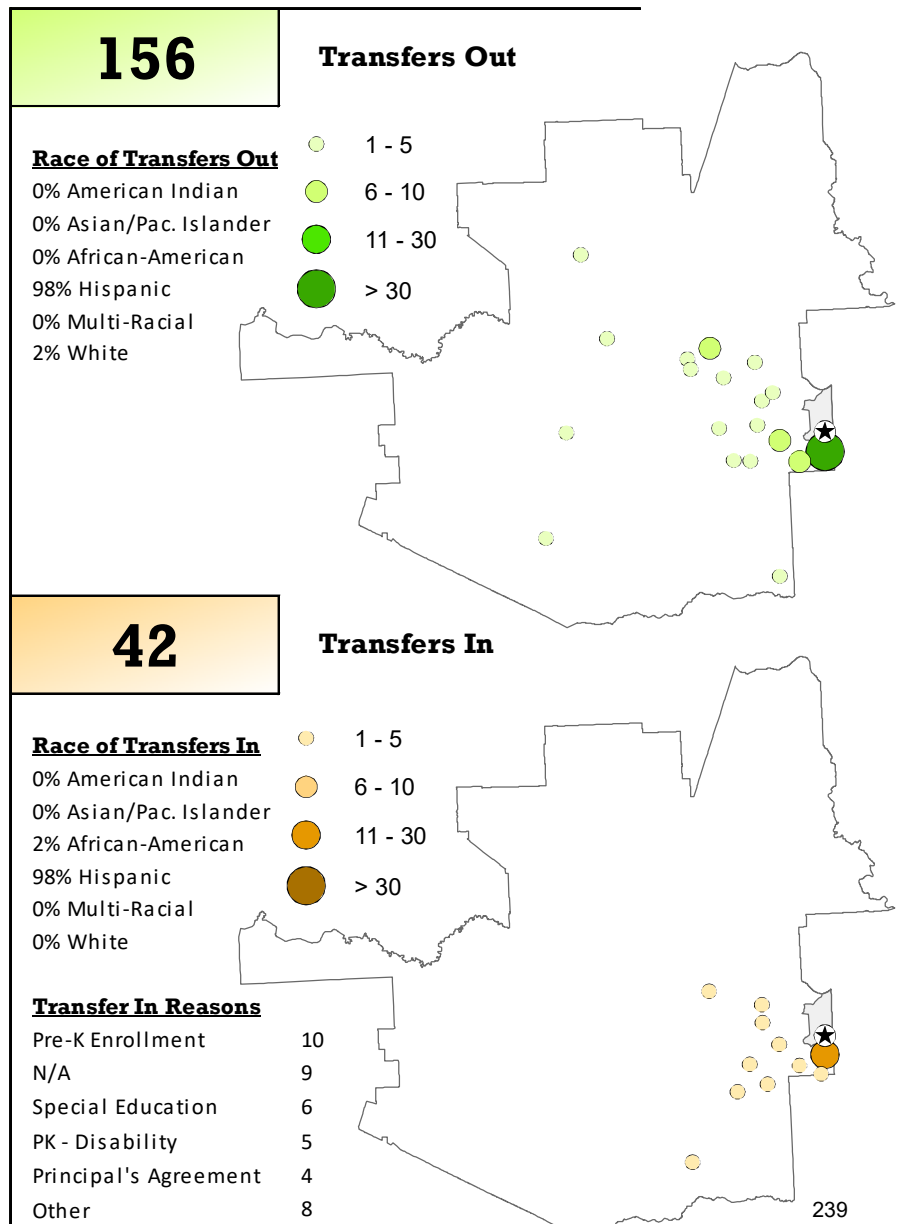 156
Transfers Out
Race of Transfers Out
0% American Indian
0% Asian/Pac. Islander
0% African-American
98% Hispanic
0% Multi-Racial
2% White
1 - 5
6 - 10
11 - 30
> 30
42
Transfers In
Race of Transfers In
0% American Indian
0% Asian/Pac. Islander
2% African-American
98% Hispanic
0% Multi-Racial
0% White
1 - 5
6 - 10
11 - 30
> 30
Transfer In Reasons
Pre-K Enrollment 10
N/A 9
Special Education 6
PK - Disability 5
Principal's Agreement 4
Other 8
239